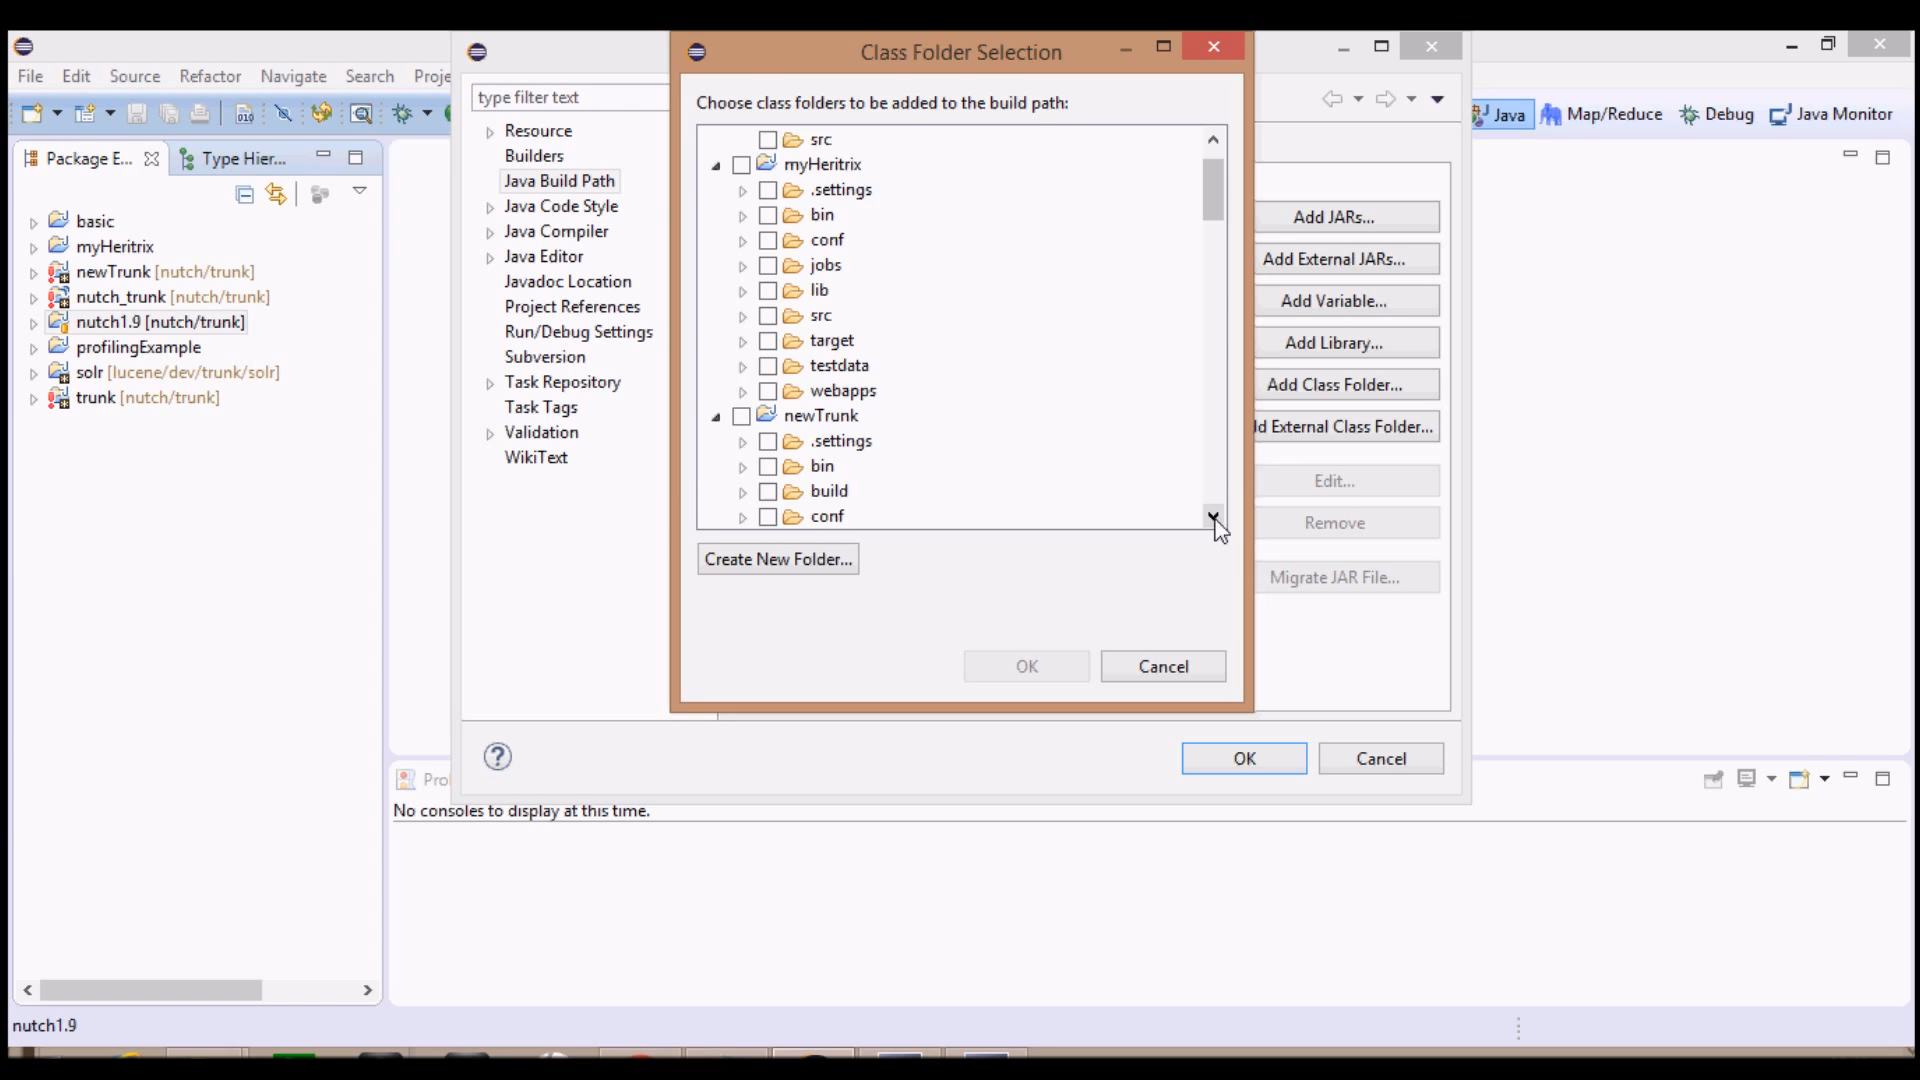 File Edit Source Refactor Navigate Search Proje
Java Map/Reduce Debug Java Monitor
Package E... Type Hier...
basic
myHeritrix
newTrunk [nutch/trunk]
nutch_trunk [nutch/trunk]
nutch1.9 [nutch/trunk]
profilingExample
solr [lucene/dev/trunk/solr]
trunk [nutch/trunk]
nutch1.9
type filter text
Resource
Builders
Java Build Path
Java Code Style
Java Compiler
Java Editor
Javadoc Location
Project References
Run/Debug Settings
Subversion
Task Repository
Task Tags
Validation
WikiText
Class Folder Selection
Choose class folders to be added to the build path:
src
myHeritrix
.settings
bin
conf
jobs
lib
src
target
testdata
webapps
newTrunk
.settings
bin
build
conf
Create New Folder...
OK Cancel
Add JARs...
Add External JARs...
Add Variable...
Add Library...
Add Class Folder...
ld External Class Folder...
Edit...
Remove
Migrate JAR File...
OK Cancel
Pro
No consoles to display at this time.